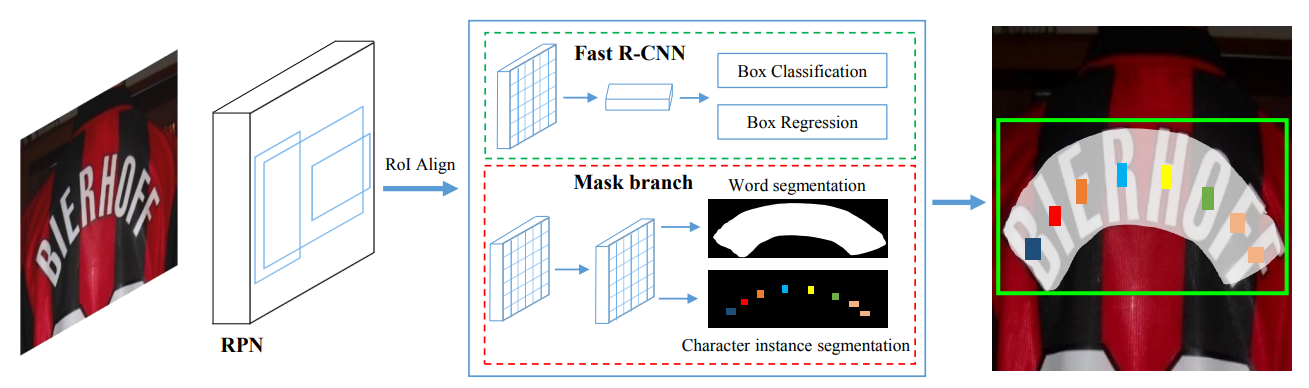 BIERHOFF
RPN
RoI Align
Fast R-CNN
Box Classification
Box Regression
Mask branch
Word segmentation
Character instance segmentation
BIERHOFF